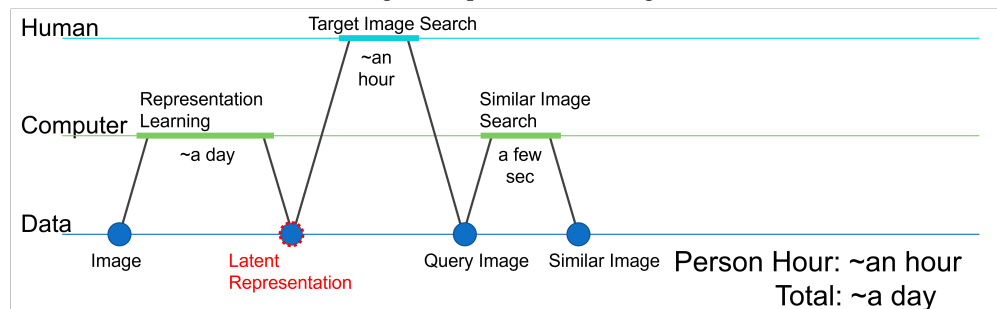 Human
Target Image Search
~an
hour
Representation
Learning
Similar Image
Search
Computer
~a day
a few
sec
Data
Image
Latent
Representation
Query Image
Similar Image
Person Hour: ~an hour
Total: ~a day